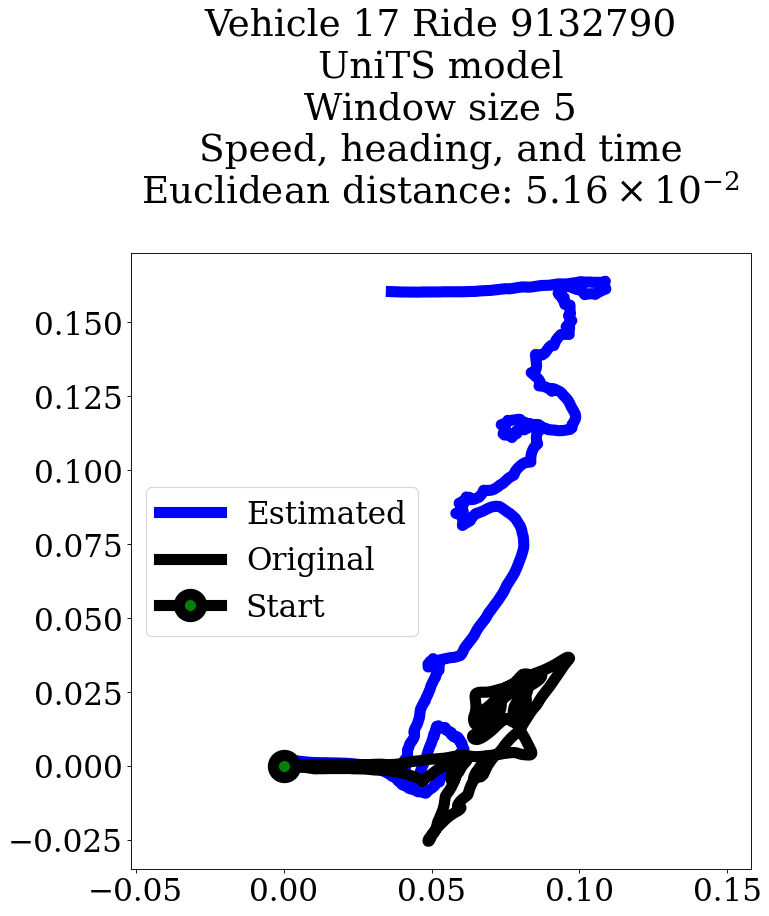 Vehicle 17 Ride 9132790
UniTS model
Window size 5
Speed, heading, and time
Euclidean distance: 5.16 × 10⁻²
0.150
0.125
0.100
0.075
0.050
0.025
0.000
−0.025
Estimated
Original
Start
−0.05 0.00 0.05 0.10 0.15